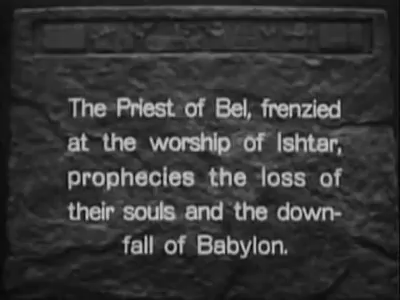 The Priest of Bel, frenzied
at the worship of Ishtar,
prophecies the loss of
their souls and the down-
fall of Babylon.